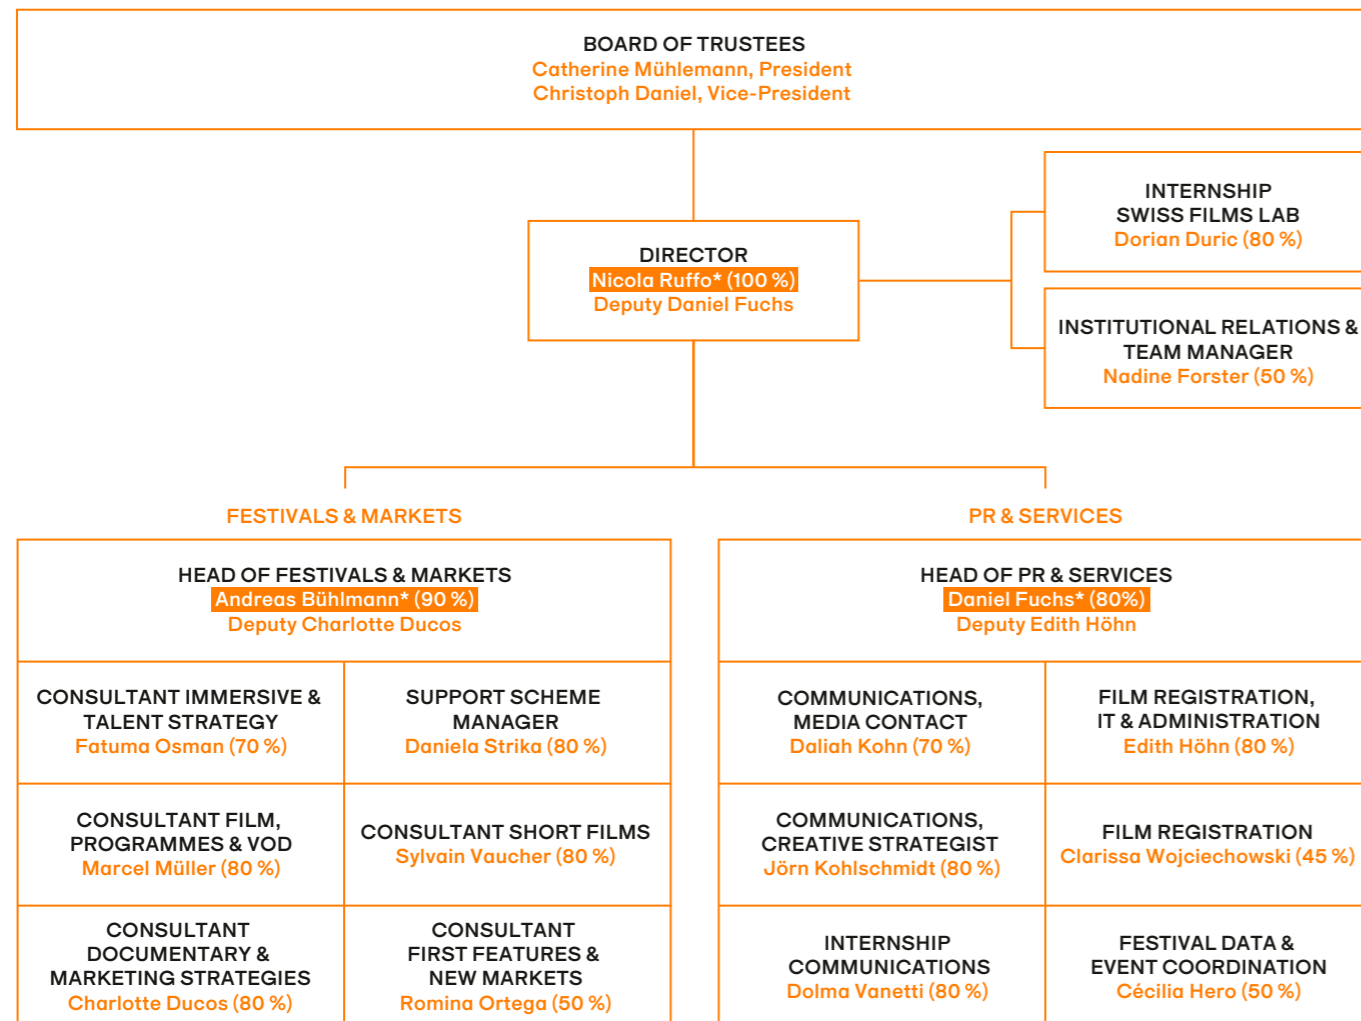 BOARD OF TRUSTEES
Catherine Mühlemann, President
Christoph Daniel, Vice-President
INTERNSHIP
SWISS FILMS LAB
Dorian Duric (80 %)
DIRECTOR
Nicola Ruffo* (100 %)
Deputy Daniel Fuchs
INSTITUTIONAL RELATIONS &
TEAM MANAGER
Nadine Forster (50 %)
FESTIVALS & MARKETS
HEAD OF FESTIVALS & MARKETS
Andreas Bühlmann* (90 %)
Deputy Charlotte Ducos
CONSULTANT IMMERSIVE &
TALENT STRATEGY
Fatuma Osman (70 %)
SUPPORT SCHEME
MANAGER
Daniela Strika (80 %)
CONSULTANT FILM,
PROGRAMMES & VOD
Marcel Müller (80 %)
CONSULTANT SHORT FILMS
Sylvain Vaucher (80 %)
CONSULTANT
DOCUMENTARY &
MARKETING STRATEGIES
Charlotte Ducos (80 %)
CONSULTANT
FIRST FEATURES &
NEW MARKETS
Romina Ortega (50 %)
PR & SERVICES
HEAD OF PR & SERVICES
Daniel Fuchs* (80%)
Deputy Edith Höhn
COMMUNICATIONS,
MEDIA CONTACT
Daliah Kohn (70 %)
FILM REGISTRATION,
IT & ADMINISTRATION
Edith Höhn (80 %)
COMMUNICATIONS,
CREATIVE STRATEGIST
Jörn Kohlschmidt (80 %)
FILM REGISTRATION
Clarissa Wojciechowski (45 %)
INTERNSHIP
COMMUNICATIONS
Dolma Vanetti (80 %)
FESTIVAL DATA &
EVENT COORDINATION
Cécilia Hero (50 %)